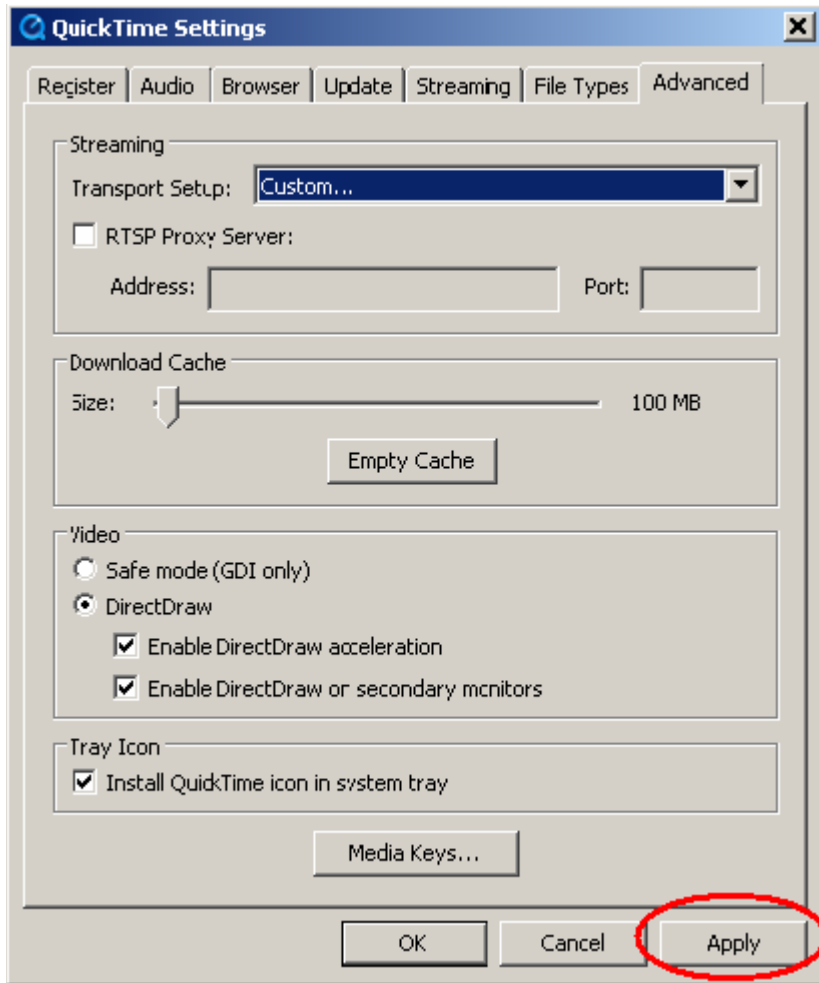 QuickTime Settings
Register Audio Browser Update Streaming File Types Advanced
Streaming
Transport Setup: Custom...
RTSP Proxy Server:
Address: Port:
Download Cache
Size: 100 MB
Empty Cache
Video
Safe mode (GDI only)
DirectDraw
Enable DirectDraw acceleration
Enable DirectDraw on secondary monitors
Tray Icon
Install QuickTime icon in system tray
Media Keys...
OK Cancel Apply